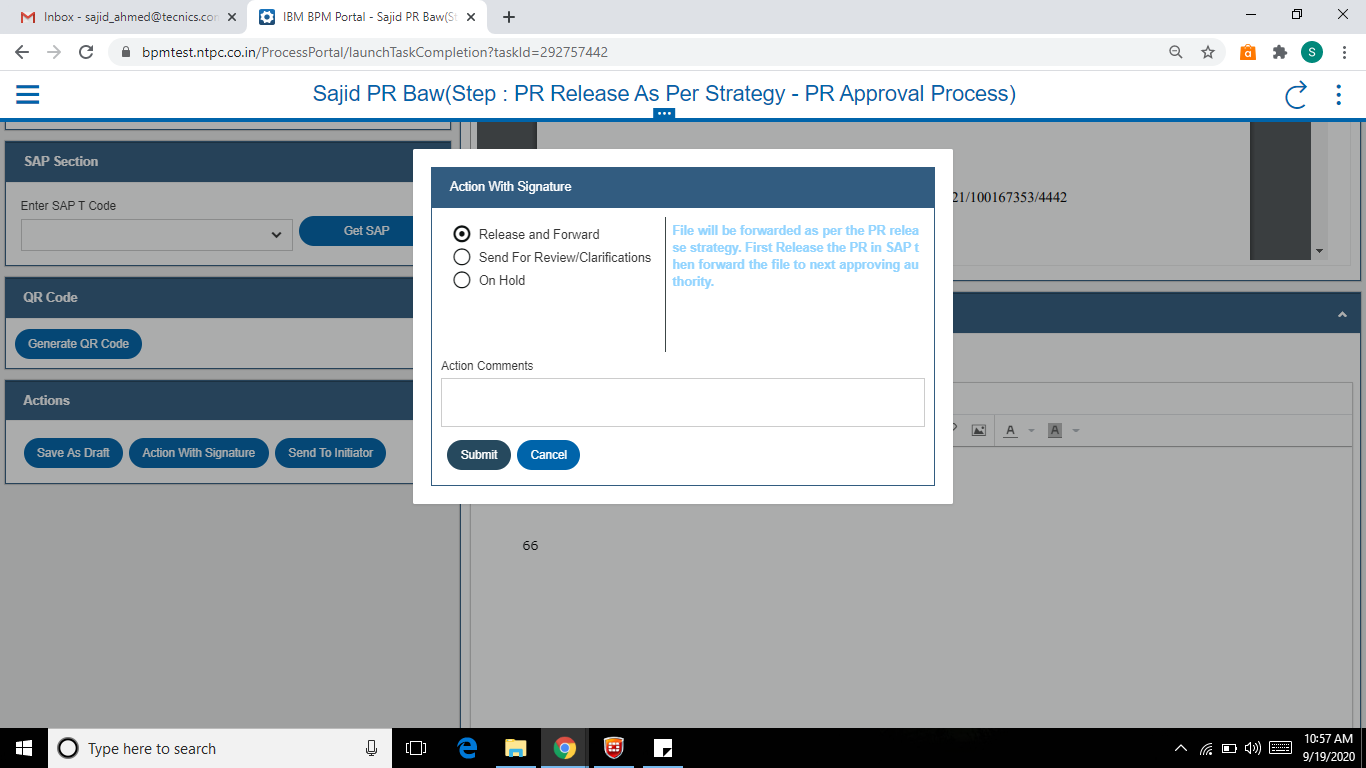 Inbox - sajid_ahmed@tecnics.con
IBM BPM Portal - Sajid PR Baw(St
bpmtest.ntpc.co.in/ProcessPortal/launchTaskCompletion?taskId=292757442
S
Sajid PR Baw(Step : PR Release As Per Strategy - PR Approval Process)
SAP Section
Enter SAP T Code
Get SAP
QR Code
Generate QR Code
Actions
Save As Draft
Action With Signature
Send To Initiator
Action With Signature
Release and Forward
Send For Review/Clarifications
On Hold
File will be forwarded as per the PR relea
se strategy. First Release the PR in SAP t
hen forward the file to next approving au
thority.
Action Comments
Submit
Cancel
21/100167353/4442
A
A
66
Type here to search
10:57 AM
9/19/2020